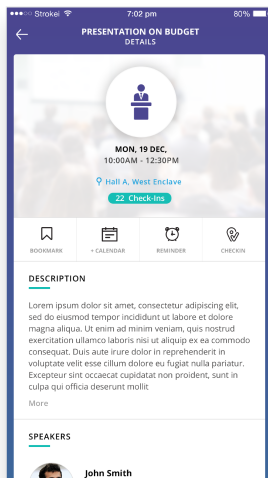 Strokei 7:02 pm 80%
PRESENTATION ON BUDGET
DETAILS
MON, 19 DEC,
10:00AM - 12:30PM
Hall A, West Enclave
22 Check-Ins
BOOKMARK + CALENDAR REMINDER CHECKIN
DESCRIPTION
Lorem ipsum dolor sit amet, consectetur adipiscing elit,
sed do eiusmod tempor incididunt ut labore et dolore
magna aliqua. Ut enim ad minim veniam, quis nostrud
exercitation ullamco laboris nisi ut aliquip ex ea commodo
consequat. Duis aute irure dolor in reprehenderit in
voluptate velit esse cillum dolore eu fugiat nulla pariatur.
Excepteur sint occaecat cupidatat non proident, sunt in
culpa qui officia deserunt mollit
More
SPEAKERS
John Smith